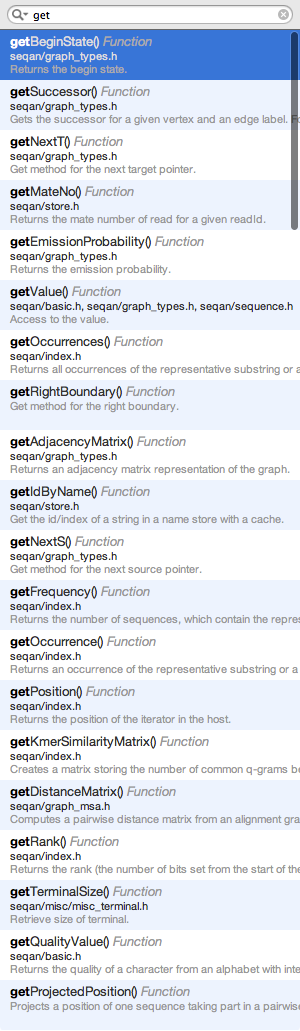 get
getBeginState() Function
seqan/graph_types.h
Returns the begin state.
getSuccessor() Function
seqan/graph_types.h
Gets the successor for a given vertex and an edge label. Fo
getNextT() Function
seqan/graph_types.h
Get method for the next target pointer.
getMateNo() Function
seqan/store.h
Returns the mate number of read for a given readId.
getEmissionProbability() Function
seqan/graph_types.h
Returns the emission probability.
getValue() Function
seqan/basic.h, seqan/graph_types.h, seqan/sequence.h
Access to the value.
getOccurrences() Function
seqan/index.h
Returns all occurrences of the representative substring or a
getRightBoundary() Function
Get method for the right boundary.
getAdjacencyMatrix() Function
seqan/graph_types.h
Returns an adjacency matrix representation of the graph.
getIdByName() Function
seqan/store.h
Get the id/index of a string in a name store with a cache.
getNextS() Function
seqan/graph_types.h
Get method for the next source pointer.
getFrequency() Function
seqan/index.h
Returns the number of sequences, which contain the repres
getOccurrence() Function
seqan/index.h
Returns an occurrence of the representative substring or a
getPosition() Function
seqan/index.h
Returns the position of the iterator in the host.
getKmerSimilarityMatrix() Function
seqan/index.h
Creates a matrix storing the number of common q-grams be
getDistanceMatrix() Function
seqan/graph_msa.h
Computes a pairwise distance matrix from an alignment gra
getRank() Function
seqan/index.h
Returns the rank (the number of bits set from the start of the
getTerminalSize() Function
seqan/misc/misc_terminal.h
Retrieve size of terminal.
getQualityValue() Function
seqan/basic.h
Returns the quality of a character from an alphabet with inte
getProjectedPosition() Function
Projects a position of one sequence taking part in a pairwise